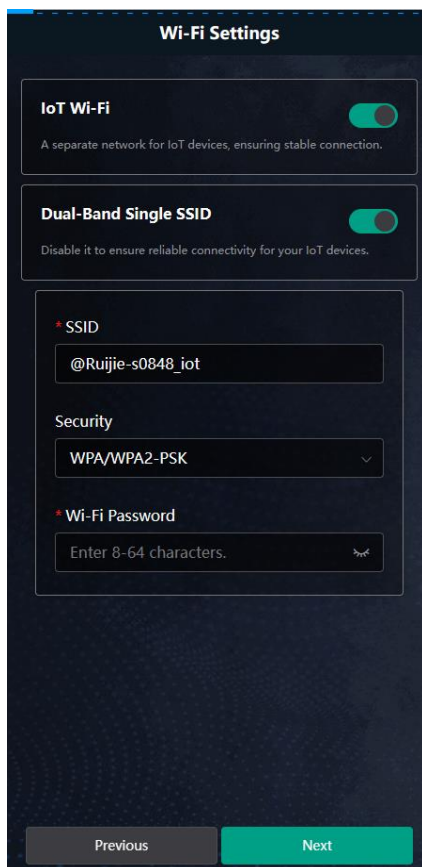 Wi-Fi Settings
IoT Wi-Fi
A separate network for IoT devices, ensuring stable connection.
Dual-Band Single SSID
Disable it to ensure reliable connectivity for your IoT devices.
* SSID
@Ruijie-s0848_iot
Security
WPA/WPA2-PSK
* Wi-Fi Password
Enter 8-64 characters.
Previous
Next